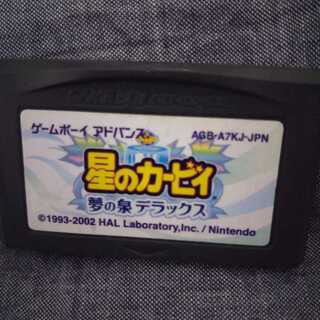 ゲームボーイ アドバンス
AGB-A7KJ-JPN
星のカービィ
夢の泉デラックス
©1993-2002 HAL Laboratory,Inc. / Nintendo